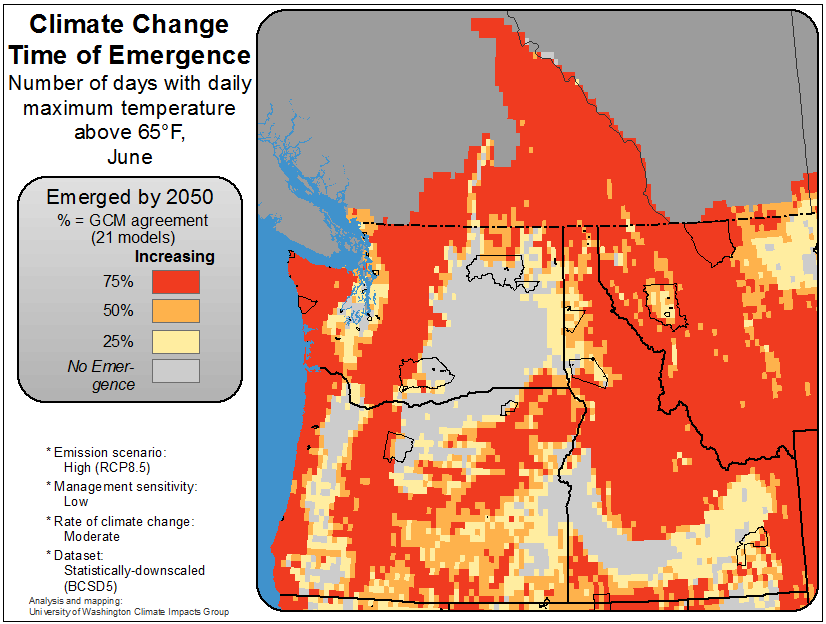 Climate Change
Time of Emergence
Number of days with daily
maximum temperature
above 65°F,
June
Emerged by 2050
% = GCM agreement
(21 models)
Increasing
75%
50%
25%
No Emer-
gence
* Emission scenario:
High (RCP8.5)
* Management sensitivity:
Low
* Rate of climate change:
Moderate
* Dataset:
Statistically-downscaled
(BCSD5)
Analysis and mapping:
University of Washington Climate Impacts Group